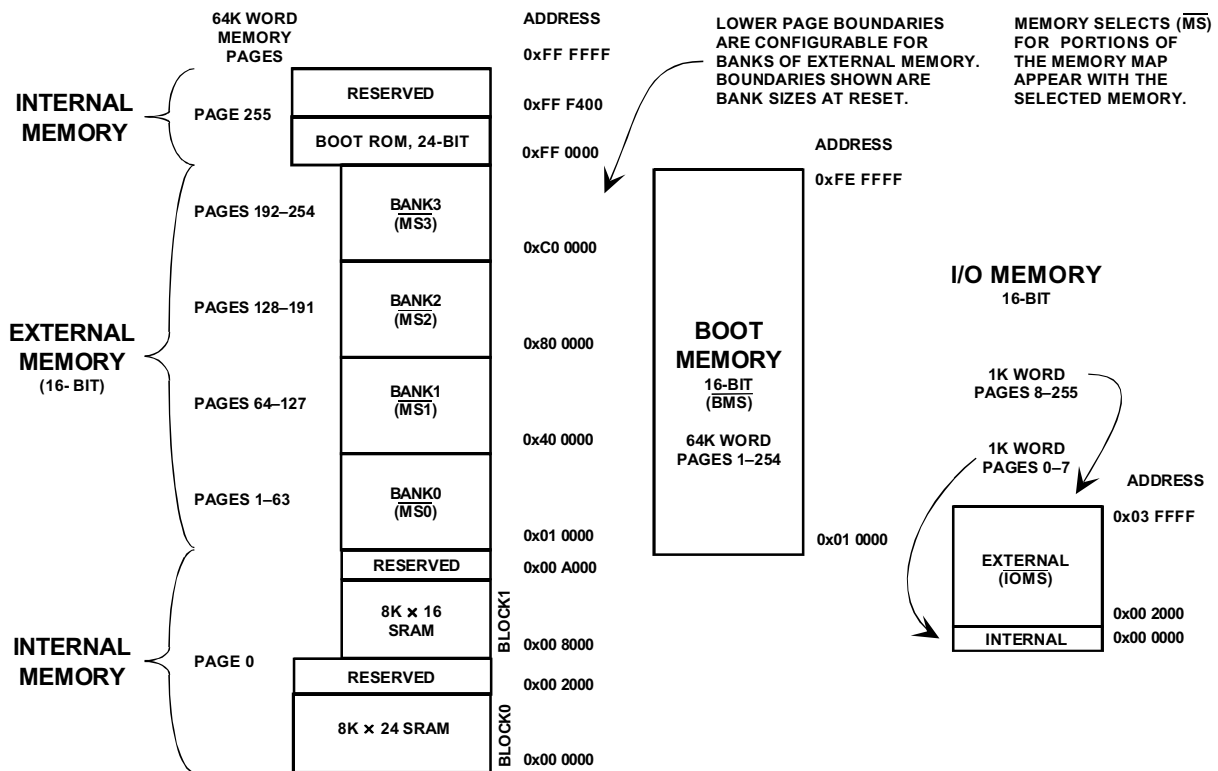 64K WORD
MEMORY
PAGES
ADDRESS
0xFF FFFF
LOWER PAGE BOUNDARIES
ARE CONFIGURABLE FOR
BANKS OF EXTERNAL MEMORY.
BOUNDARIES SHOWN ARE
BANK SIZES AT RESET.
MEMORY SELECTS (MS)
FOR PORTIONS OF
THE MEMORY MAP
APPEAR WITH THE
SELECTED MEMORY.
INTERNAL
MEMORY
PAGE 255
RESERVED
0xFF F400
BOOT ROM, 24-BIT
0xFF 0000
EXTERNAL
MEMORY
(16- BIT)
PAGES 192–254
BANK3
(MS3)
0xC0 0000
PAGES 128–191
BANK2
(MS2)
0x80 0000
PAGES 64–127
BANK1
(MS1)
0x40 0000
PAGES 1–63
BANK0
(MS0)
0x01 0000
INTERNAL
MEMORY
PAGE 0
RESERVED
0x00 A000
8K × 16
SRAM
BLOCK1
0x00 8000
RESERVED
0x00 2000
8K × 24 SRAM
BLOCK0
0x00 0000
ADDRESS
0xFE FFFF
BOOT
MEMORY
16-BIT
(BMS)
64K WORD
PAGES 1–254
0x01 0000
I/O MEMORY
16-BIT
1K WORD
PAGES 8–255
1K WORD
PAGES 0–7
ADDRESS
0x03 FFFF
EXTERNAL
(IOMS)
0x00 2000
INTERNAL
0x00 0000